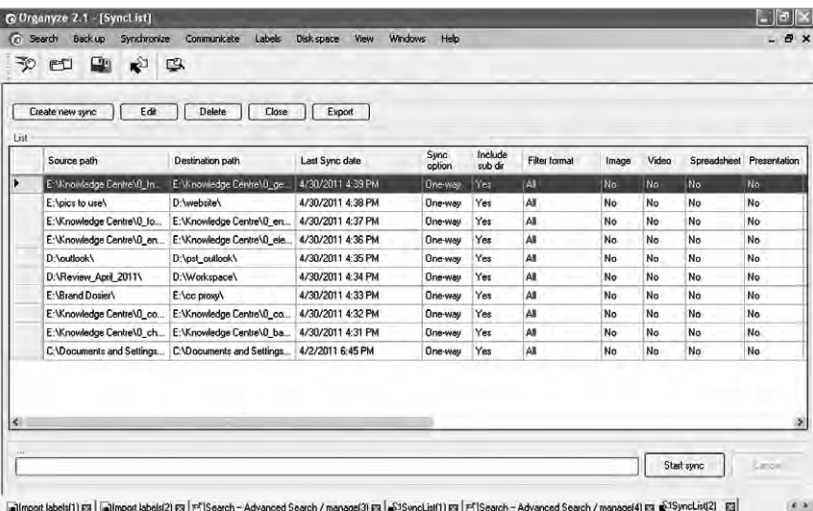 Organyze 2.1 - [SyncList]
Search Back up Synchronize Communicate Labels Disk space View Windows Help
Create new sync Edit Delete Close Export
List
Source path Destination path Last Sync date Sync option Include sub dir Filter format Image Video Spreadsheet Presentation
E:\Knowledge Centre\0_In... E:\Knowledge Centre\0_ge... 4/30/2011 4:39 PM One-way Yes All No No No No
E:\pics to use\ D:\website\ 4/30/2011 4:38 PM One-way Yes All No No No No
E:\Knowledge Centre\0_fo... E:\Knowledge Centre\0_en... 4/30/2011 4:37 PM One-way Yes All No No No No
E:\Knowledge Centre\0_en... E:\Knowledge Centre\0_ele... 4/30/2011 4:36 PM One-way Yes All No No No No
D:\outlook\ D:\pst_outlook\ 4/30/2011 4:35 PM One-way Yes All No No No No
D:\Review_April_2011\ D:\Workspace\ 4/30/2011 4:34 PM One-way Yes All No No No No
E:\Brand Dosier\ E:\cc proxy\ 4/30/2011 4:33 PM One-way Yes All No No No No
E:\Knowledge Centre\0_co... E:\Knowledge Centre\0_co... 4/30/2011 4:32 PM One-way Yes All No No No No
E:\Knowledge Centre\0_ch... E:\Knowledge Centre\0_ba... 4/30/2011 4:31 PM One-way Yes All No No No No
C:\Documents and Settings... C:\Documents and Settings... 4/2/2011 6:45 PM One-way Yes All No No No No
...
Start sync Cancel
Import labels(1) Import labels(2) Search – Advanced Search / manage(3) SyncList(1) Search – Advanced Search / manage(4) SyncList(2)